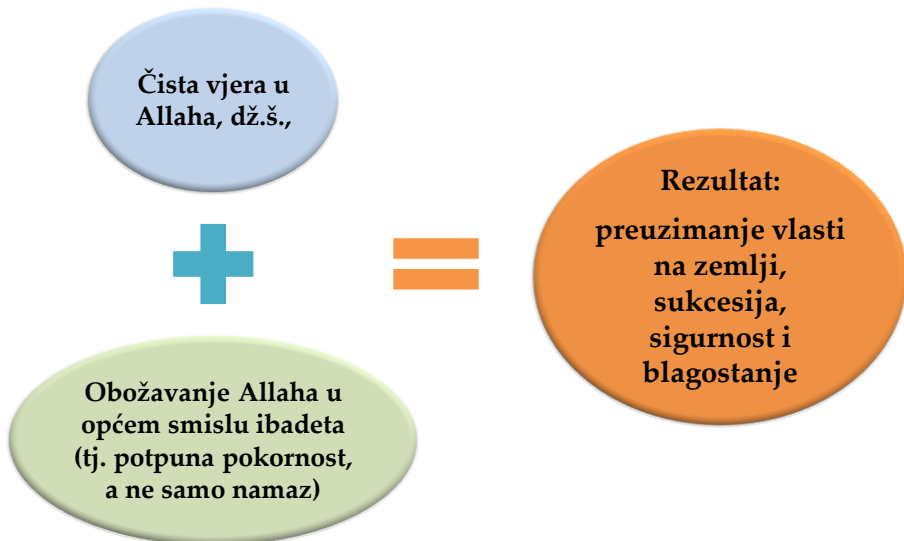 Čista vjera u
Allaha, dž.š.,
Obožavanje Allaha u
općem smislu ibadeta
(tj. potpuna pokornost,
a ne samo namaz)
Rezultat:
preuzimanje vlasti
na zemlji,
sukcesija,
sigurnost i
blagostanje